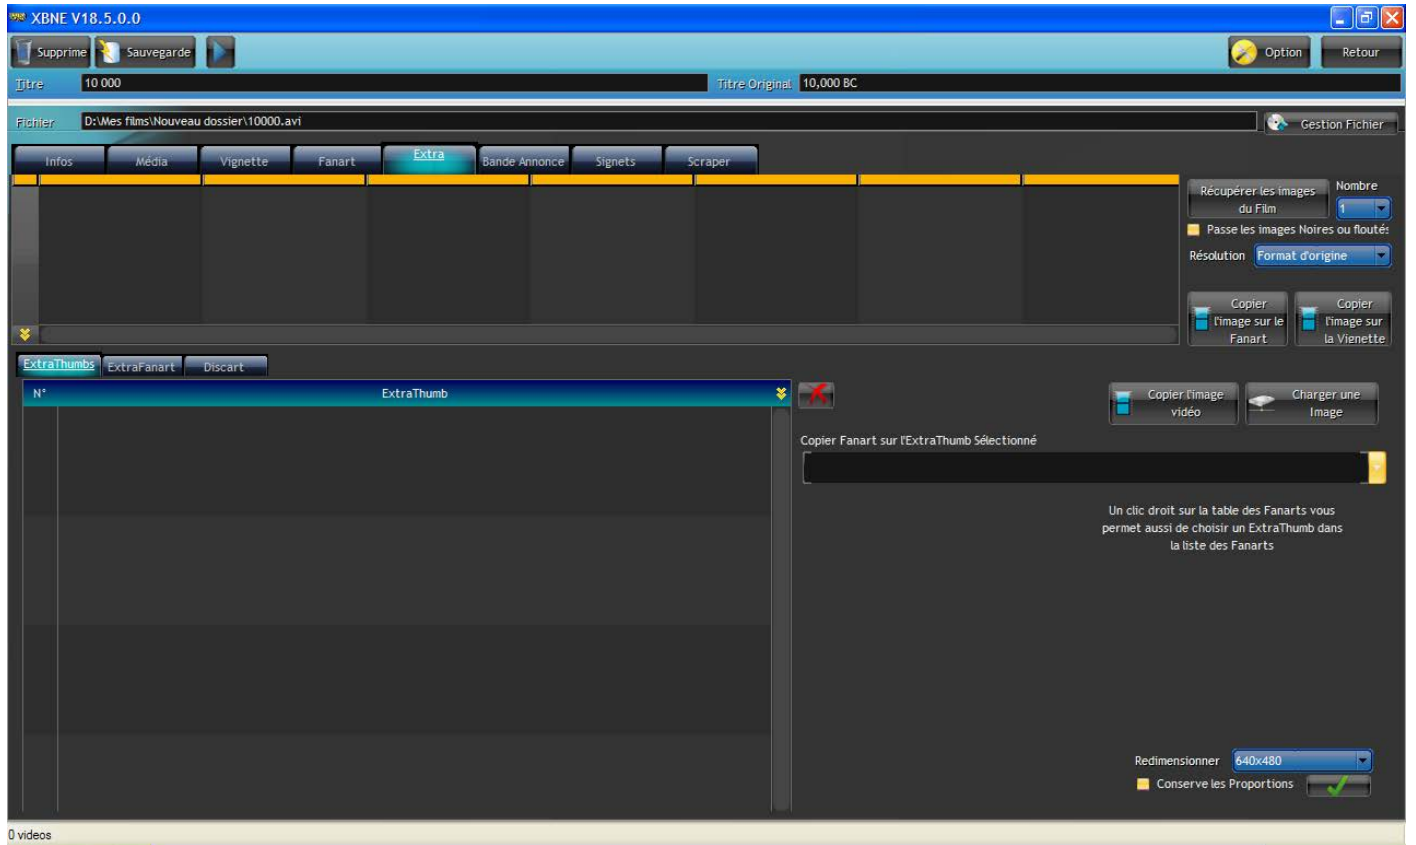 XBNE V18.5.0.0
Supprime Sauvegarde Option Retour
Titre 10 000 Titre Original 10,000 BC
Fichier D:\Mes films\Nouveau dossier\10000.avi Gestion Fichier
Infos Média Vignette Fanart Extra Bande Annonce Signets Scraper
Récupérer les images du Film
Nombre
1
Passe les images Noires ou floutés
Résolution Format d'origine
Copier l'image sur le Fanart
Copier l'image sur la Vignette
ExtraThumbs ExtraFanart Discart
N° ExtraThumb
Copier l'image vidéo
Charger une Image
Copier Fanart sur l'ExtraThumb Sélectionné
Un clic droit sur la table des Fanarts vous
permet aussi de choisir un ExtraThumb dans
la liste des Fanarts
Redimensionner 640x480
Conserve les Proportions
0 videos